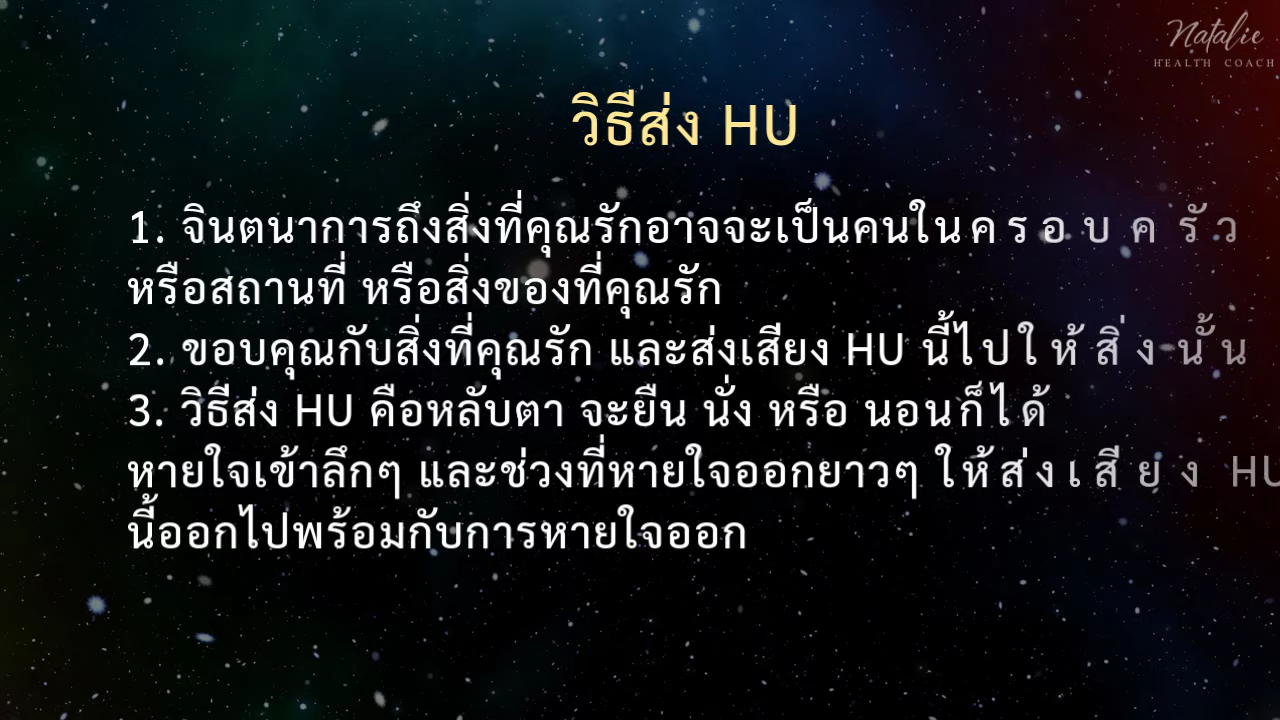 Natalie
HEALTH COACH
วิธีส่ง HU
1. จินตนาการถึงสิ่งที่คุณรักอาจจะเป็นคนในครอบครัว
หรือสถานที่ หรือสิ่งของที่คุณรัก
2. ขอบคุณกับสิ่งที่คุณรัก และส่งเสียง HU นี้ไปให้สิ่งนั้น
3. วิธีส่ง HU คือหลับตา จะยืน นั่ง หรือ นอนก็ได้
หายใจเข้าลึกๆ และช่วงที่หายใจออกยาวๆ ให้ส่งเสียง HU
นี้ออกไปพร้อมกับการหายใจออก